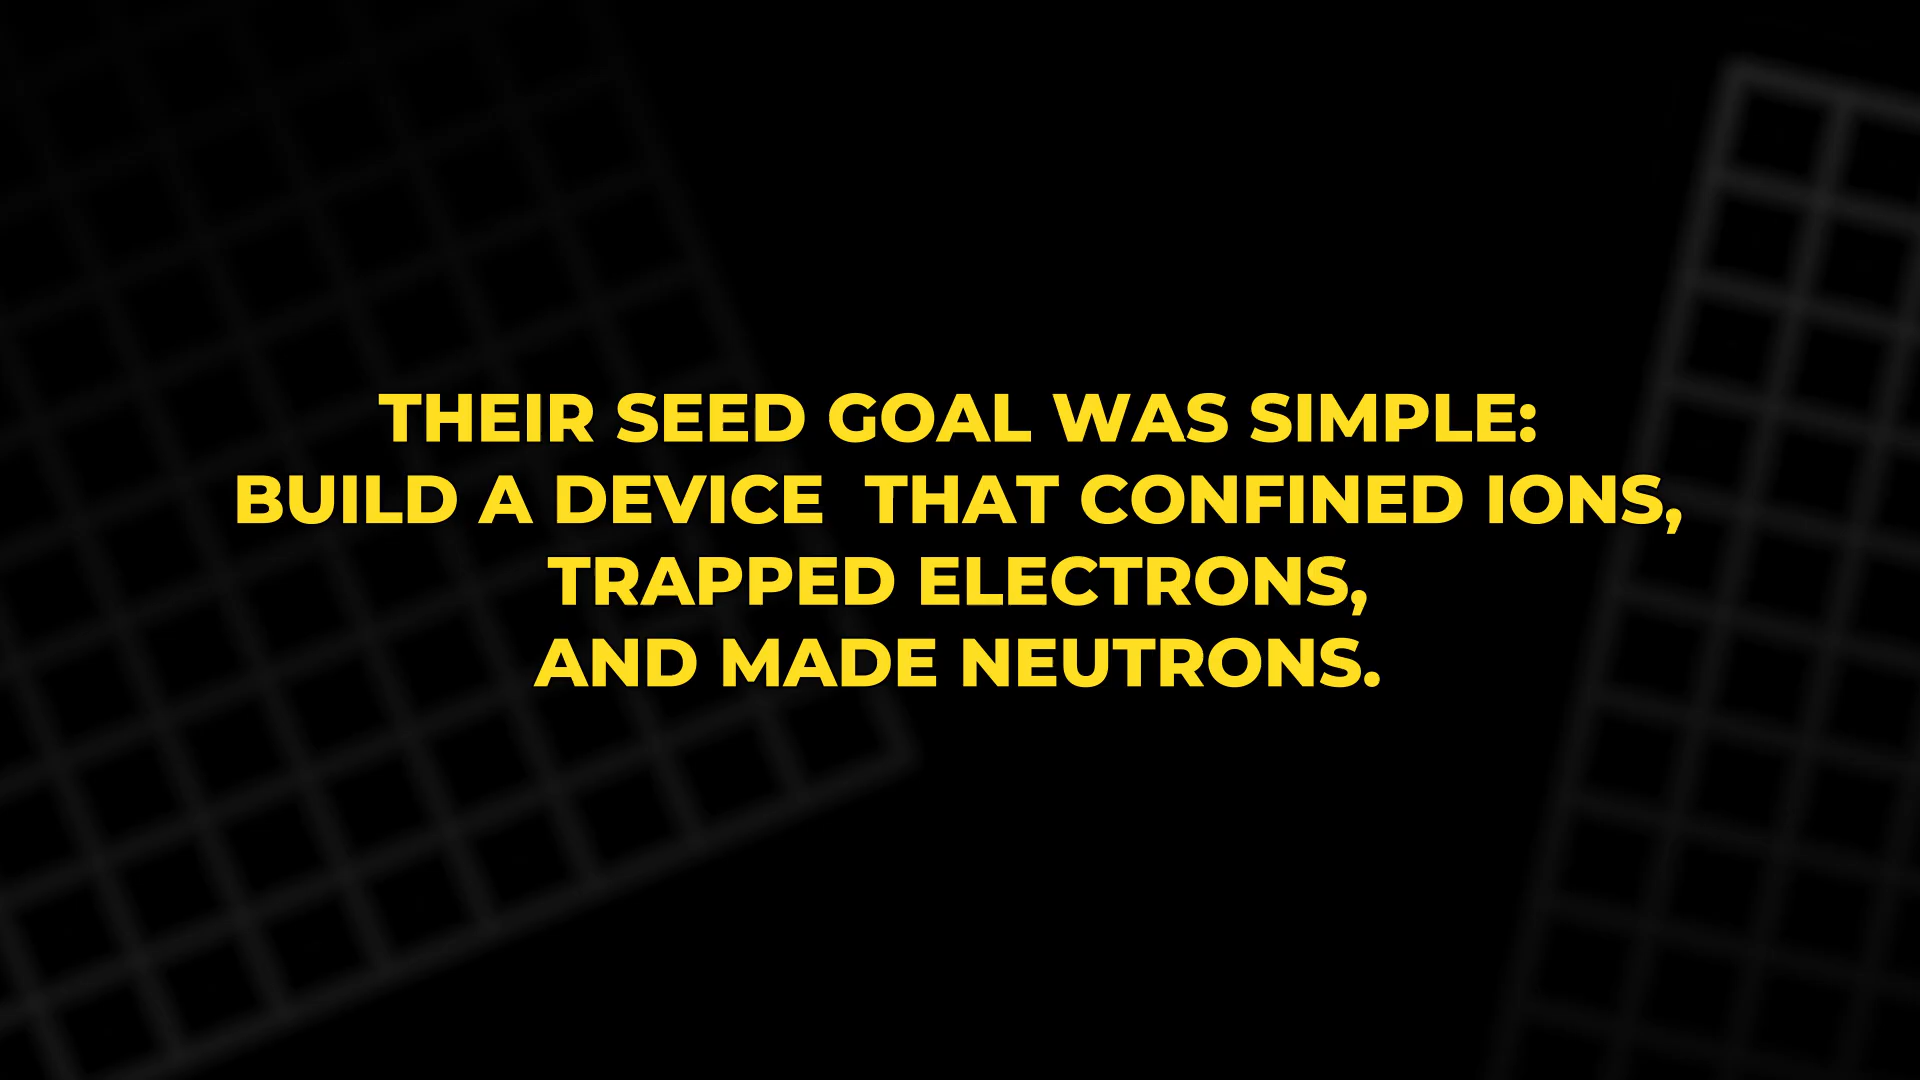 THEIR SEED GOAL WAS SIMPLE:
BUILD A DEVICE  THAT CONFINED IONS,
TRAPPED ELECTRONS,
AND MADE NEUTRONS.